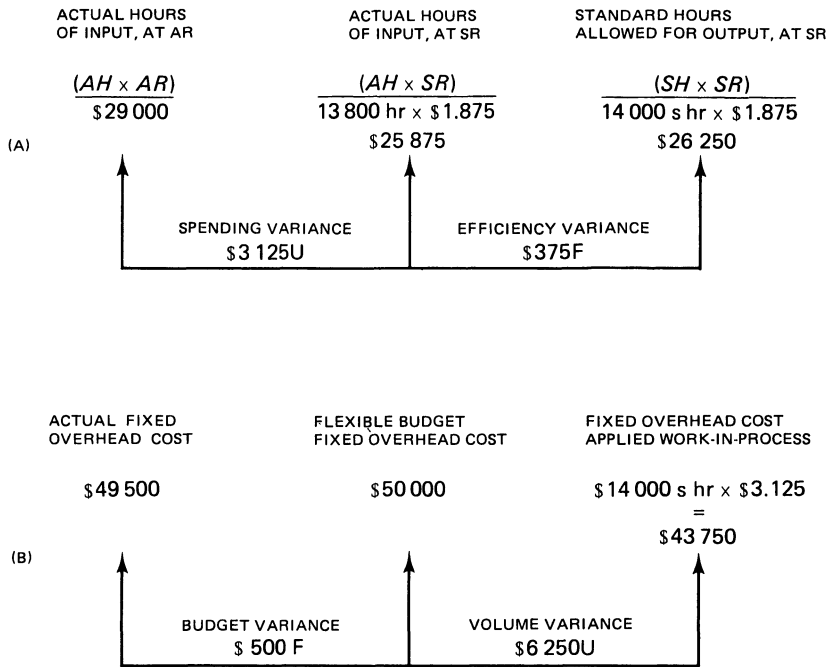 ACTUAL HOURS
OF INPUT, AT AR
ACTUAL HOURS
OF INPUT, AT SR
STANDARD HOURS
ALLOWED FOR OUTPUT, AT SR
(AH x AR)
$29 000
(AH x SR)
13 800 hr x $1.875
$25 875
(SH x SR)
14 000 s hr x $1.875
$26 250
(A)
SPENDING VARIANCE
$3 125U
EFFICIENCY VARIANCE
$375F
ACTUAL FIXED
OVERHEAD COST
FLEXIBLE BUDGET
FIXED OVERHEAD COST
FIXED OVERHEAD COST
APPLIED WORK-IN-PROCESS
$49 500
$50 000
$14 000 s hr x $3.125
=
$43 750
(B)
BUDGET VARIANCE
$ 500 F
VOLUME VARIANCE
$6 250U